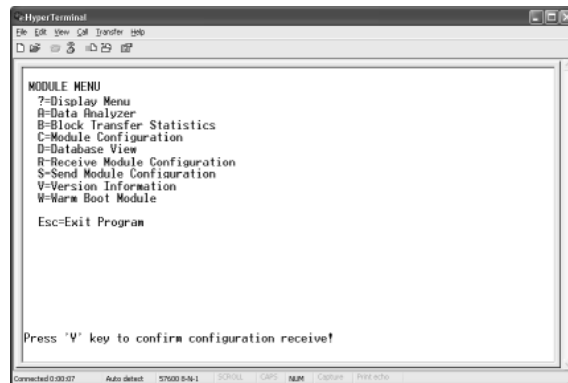 HyperTerminal
File Edit View Call Transfer Help
MODULE MENU
?=Display Menu
A=Data Analyzer
B=Block Transfer Statistics
C=Module Configuration
D=Database View
R=Receive Module Configuration
S=Send Module Configuration
V=Version Information
W=Warm Boot Module
Esc=Exit Program
Press 'Y' key to confirm configuration receive!
Connected 0:00:07 Auto detect 57600 8-N-1 SCROLL CAPS NUM Capture Print echo